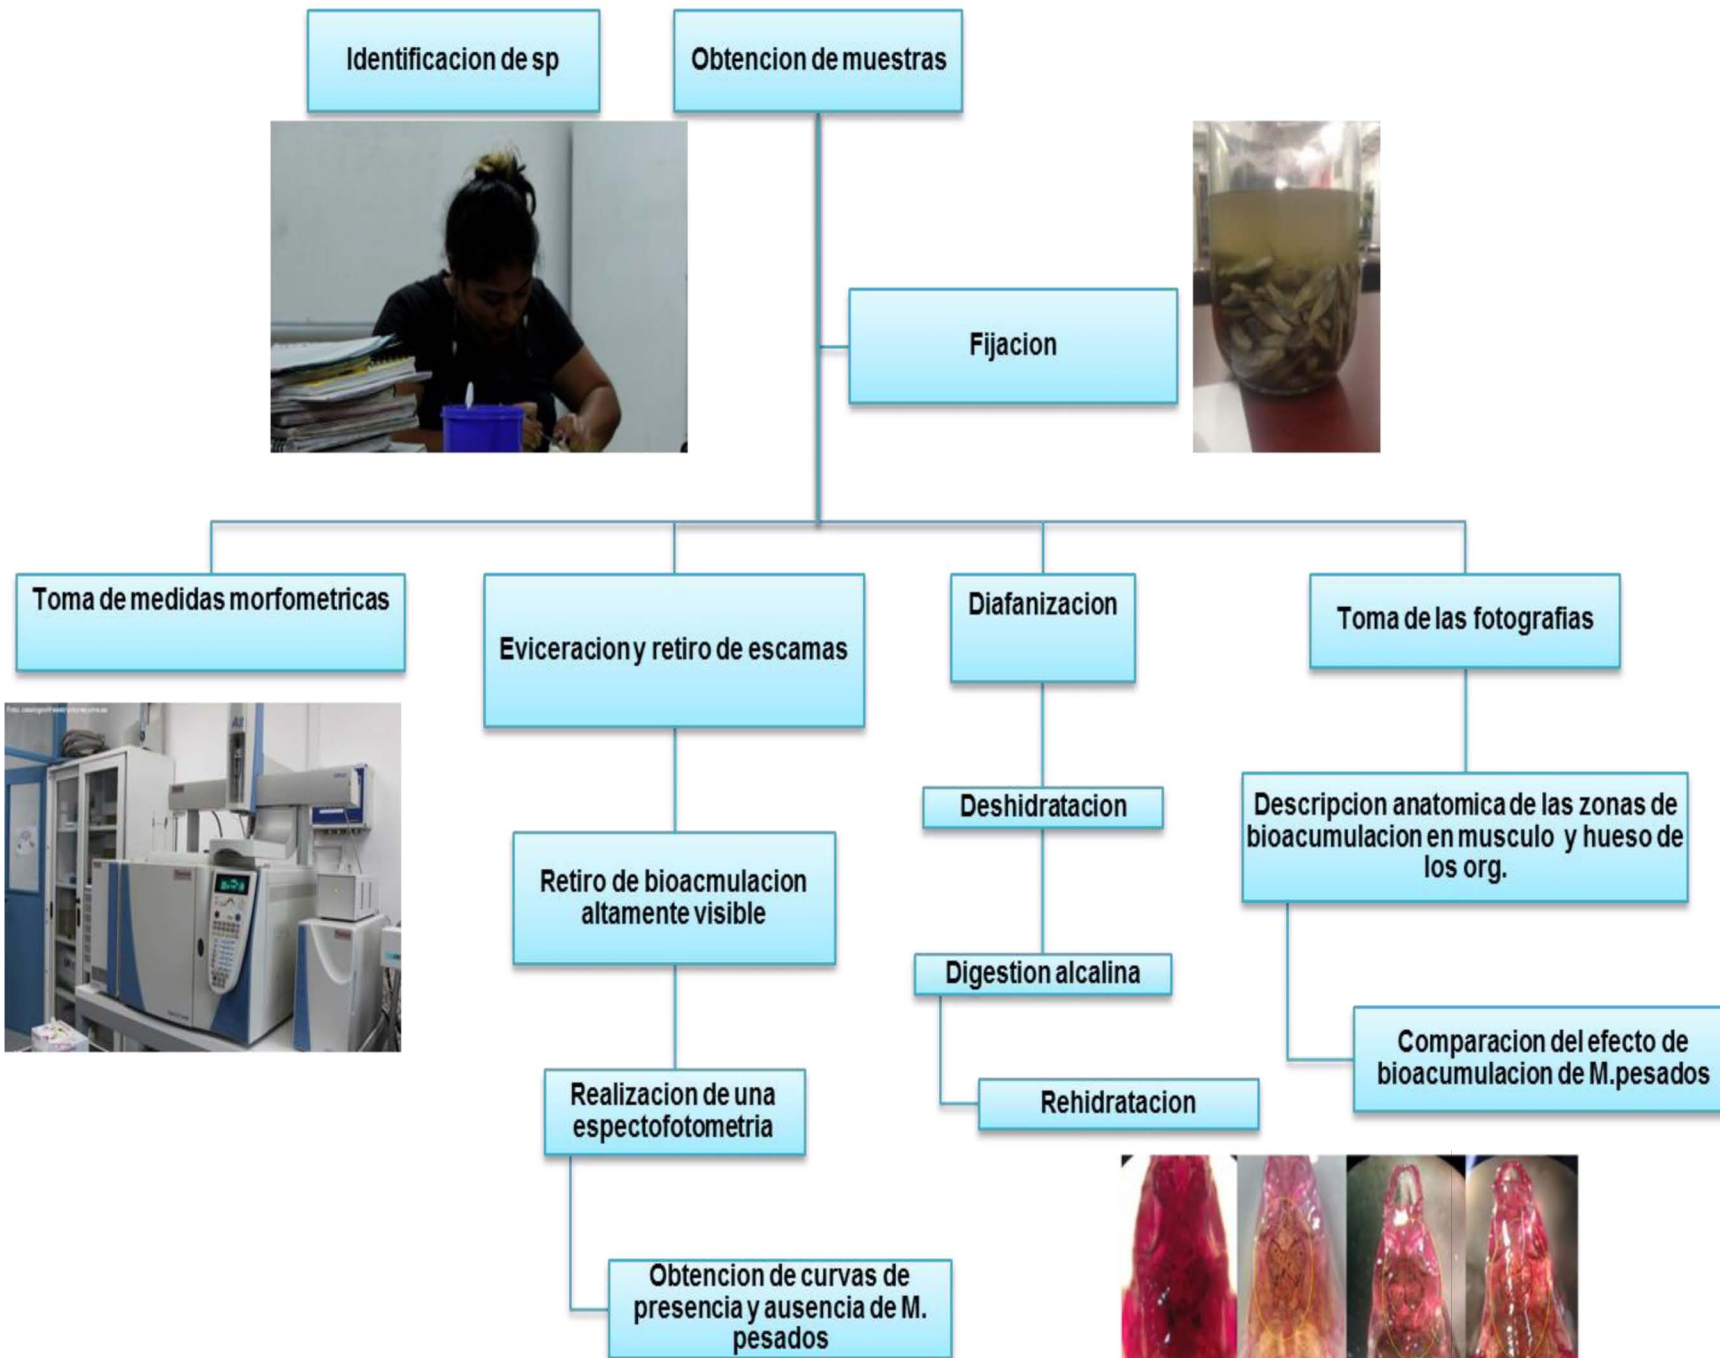 Identificacion de sp
Obtencion de muestras
Fijacion
Toma de medidas morfometricas
Eviceracion y retiro de escamas
Diafanizacion
Toma de las fotografias
Deshidratacion
Descripcion anatomica de las zonas de
bioacumulacion en musculo y hueso de
los org.
Retiro de bioacmulacion
altamente visible
Digestion alcalina
Comparacion del efecto de
bioacumulacion de M.pesados
Realizacion de una
espectofotometria
Rehidratacion
Obtencion de curvas de
presencia y ausencia de M.
pesados